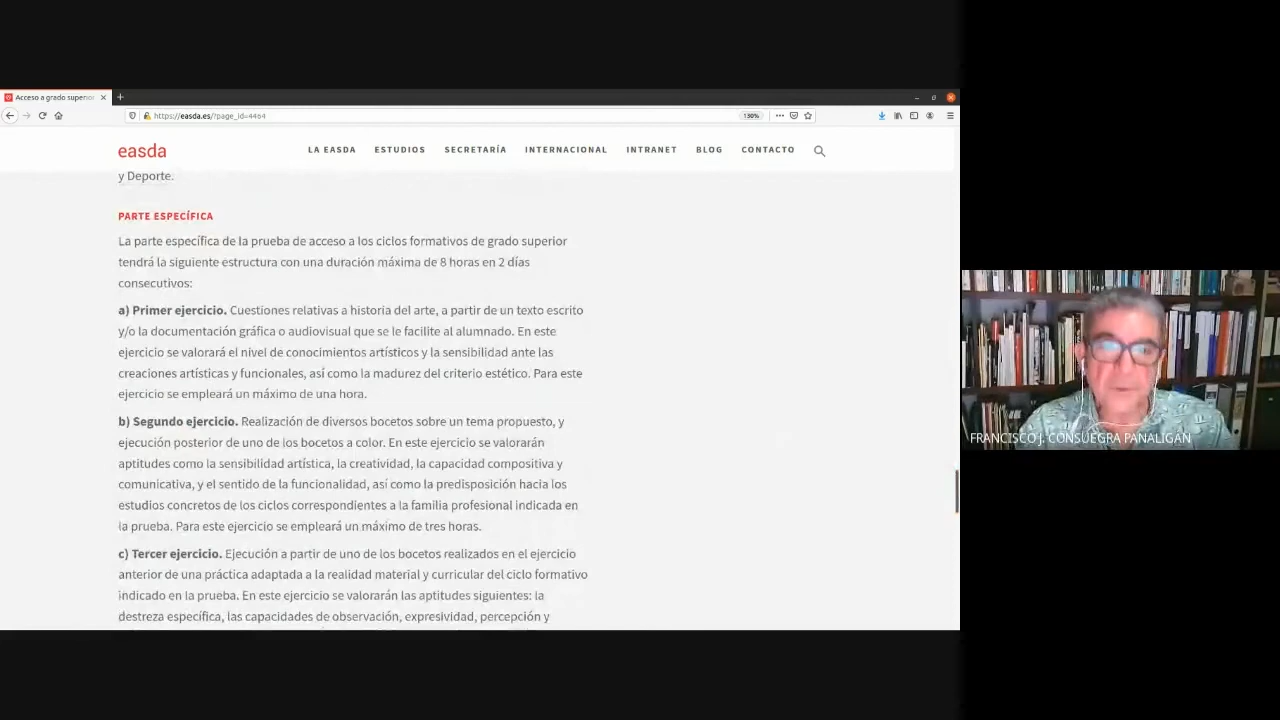 Acceso a grado superior
https://easda.es/?page_id=4464
130%
easda
LA EASDA
ESTUDIOS
SECRETARÍA
INTERNACIONAL
INTRANET
BLOG
CONTACTO
y Deporte.
PARTE ESPECÍFICA
La parte específica de la prueba de acceso a los ciclos formativos de grado superior
tendrá la siguiente estructura con una duración máxima de 8 horas en 2 días
consecutivos:
a) Primer ejercicio. Cuestiones relativas a historia del arte, a partir de un texto escrito
y/o la documentación gráfica o audiovisual que se le facilite al alumnado. En este
ejercicio se valorará el nivel de conocimientos artísticos y la sensibilidad ante las
creaciones artísticas y funcionales, así como la madurez del criterio estético. Para este
ejercicio se empleará un máximo de una hora.
b) Segundo ejercicio. Realización de diversos bocetos sobre un tema propuesto, y
ejecución posterior de uno de los bocetos a color. En este ejercicio se valorarán
aptitudes como la sensibilidad artística, la creatividad, la capacidad compositiva y
comunicativa, y el sentido de la funcionalidad, así como la predisposición hacia los
estudios concretos de los ciclos correspondientes a la familia profesional indicada en
la prueba. Para este ejercicio se empleará un máximo de tres horas.
c) Tercer ejercicio. Ejecución a partir de uno de los bocetos realizados en el ejercicio
anterior de una práctica adaptada a la realidad material y curricular del ciclo formativo
indicado en la prueba. En este ejercicio se valorarán las aptitudes siguientes: la
destreza específica, las capacidades de observación, expresividad, percepción y
FRANCISCO J. CONSUEGRA PANALIGAN